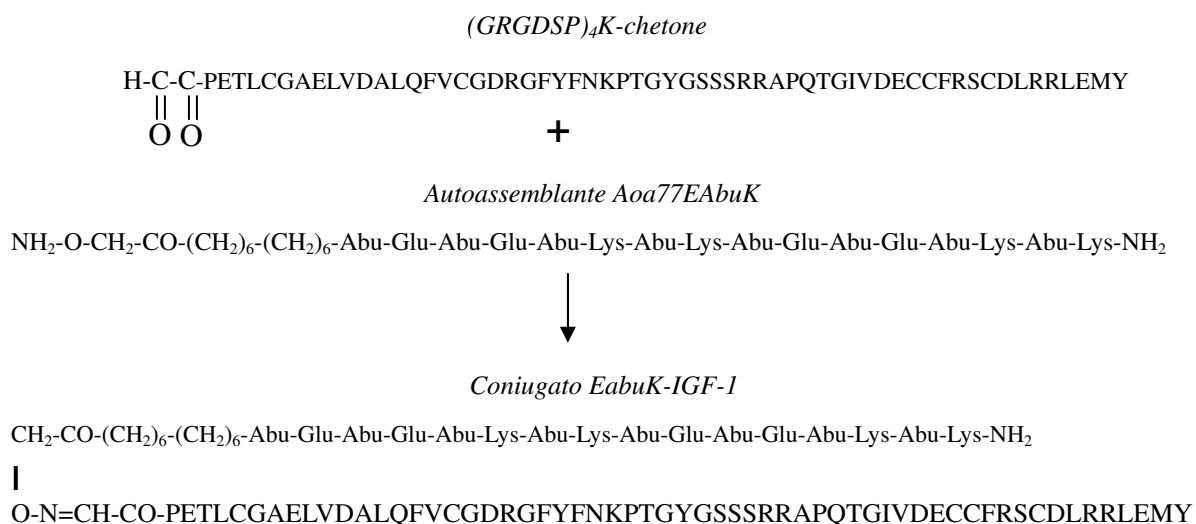 (GRGDSP)₄K-chetone
H-C-C-PETLCGAELVDALQFVCGDRGFYFNKPTGYGSSSRRAPQTGIVDECCFRSCDLRRLEMY
O O
+
Autoassemblante Aoa77EAbuK
NH₂-O-CH₂-CO-(CH₂)₆-(CH₂)₆-Abu-Glu-Abu-Glu-Abu-Lys-Abu-Lys-Abu-Glu-Abu-Glu-Abu-Lys-Abu-Lys-NH₂
Coniugato EabuK-IGF-1
CH₂-CO-(CH₂)₆-(CH₂)₆-Abu-Glu-Abu-Glu-Abu-Lys-Abu-Lys-Abu-Glu-Abu-Glu-Abu-Lys-Abu-Lys-NH₂
O-N=CH-CO-PETLCGAELVDALQFVCGDRGFYFNKPTGYGSSSRRAPQTGIVDECCFRSCDLRRLEMY